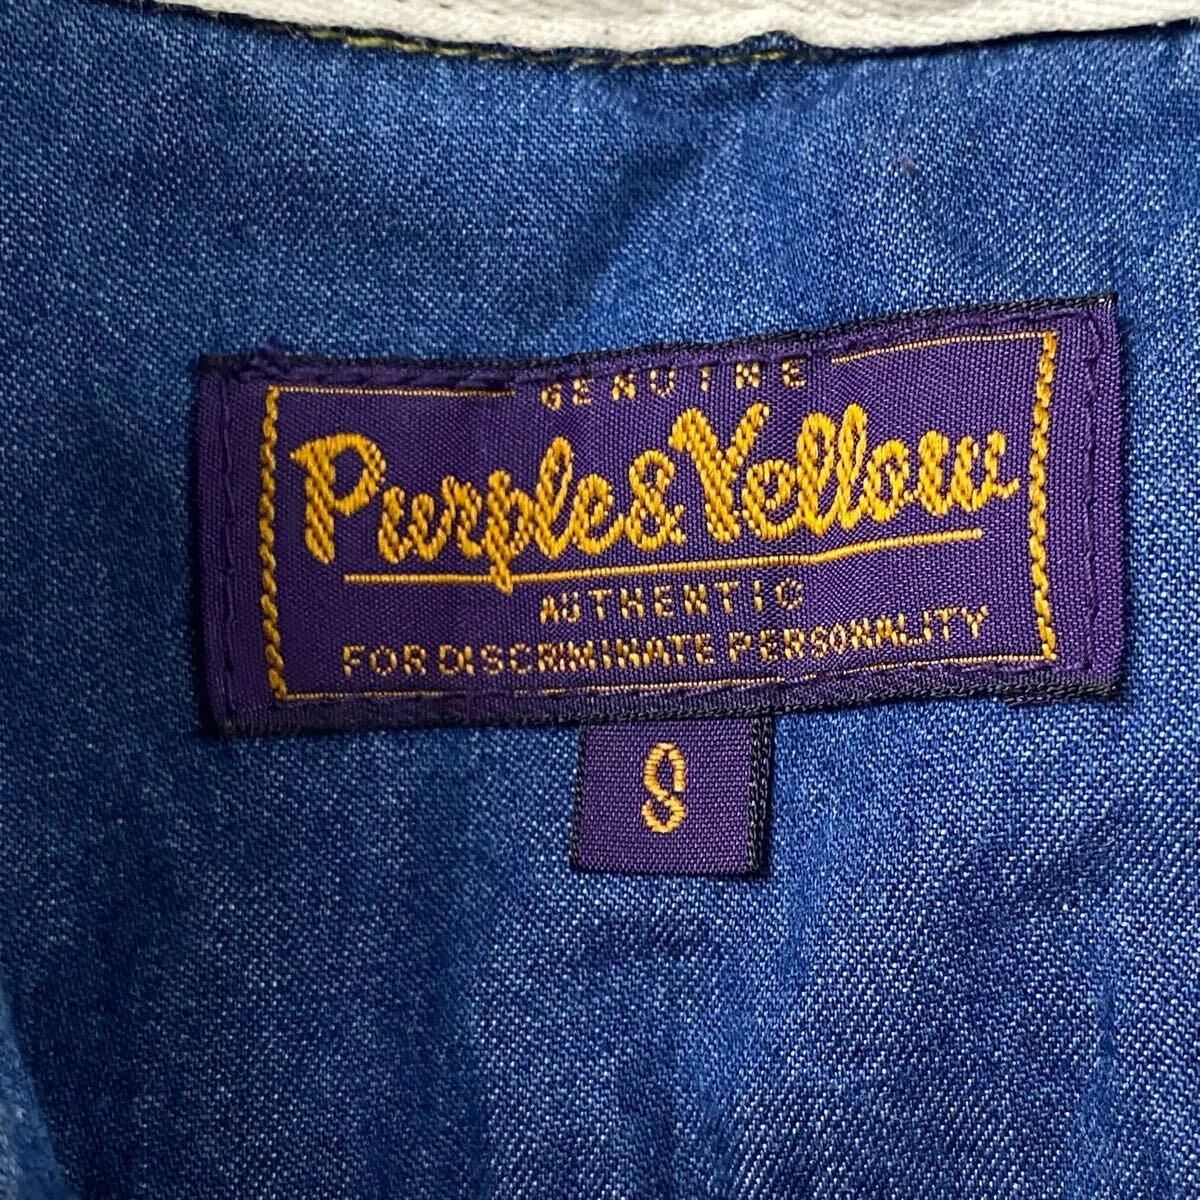 GENUINE
Purple&Yellow
AUTHENTIC
FOR DISCRIMINATE PERSONALITY
S